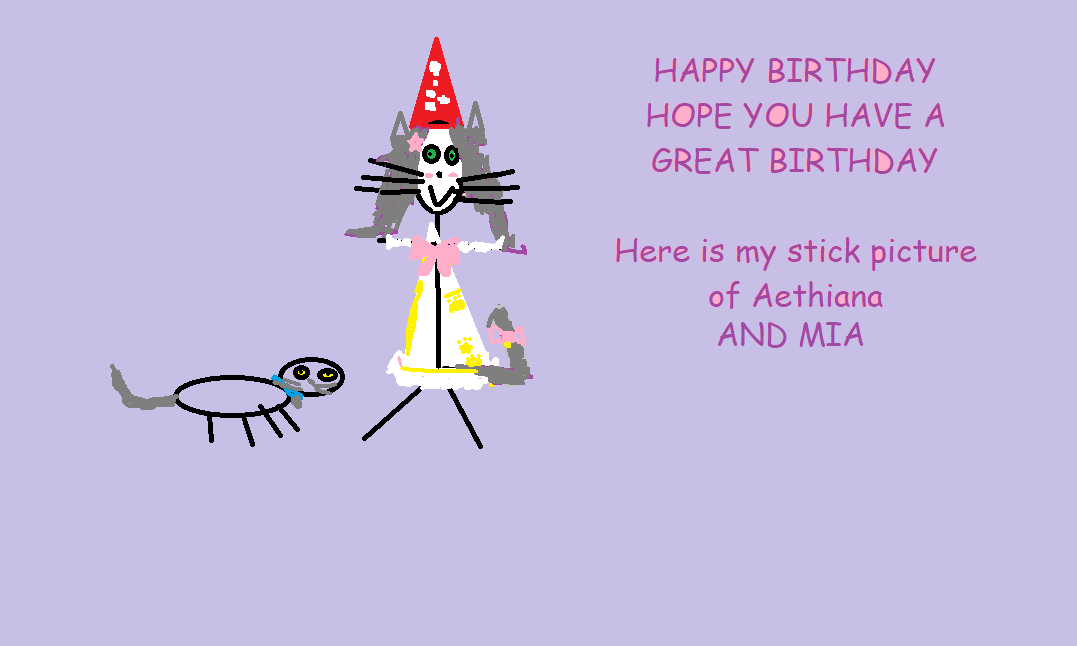 HAPPY BIRTHDAY
HOPE YOU HAVE A
GREAT BIRTHDAY
Here is my stick picture
of Aethiana
AND MIA